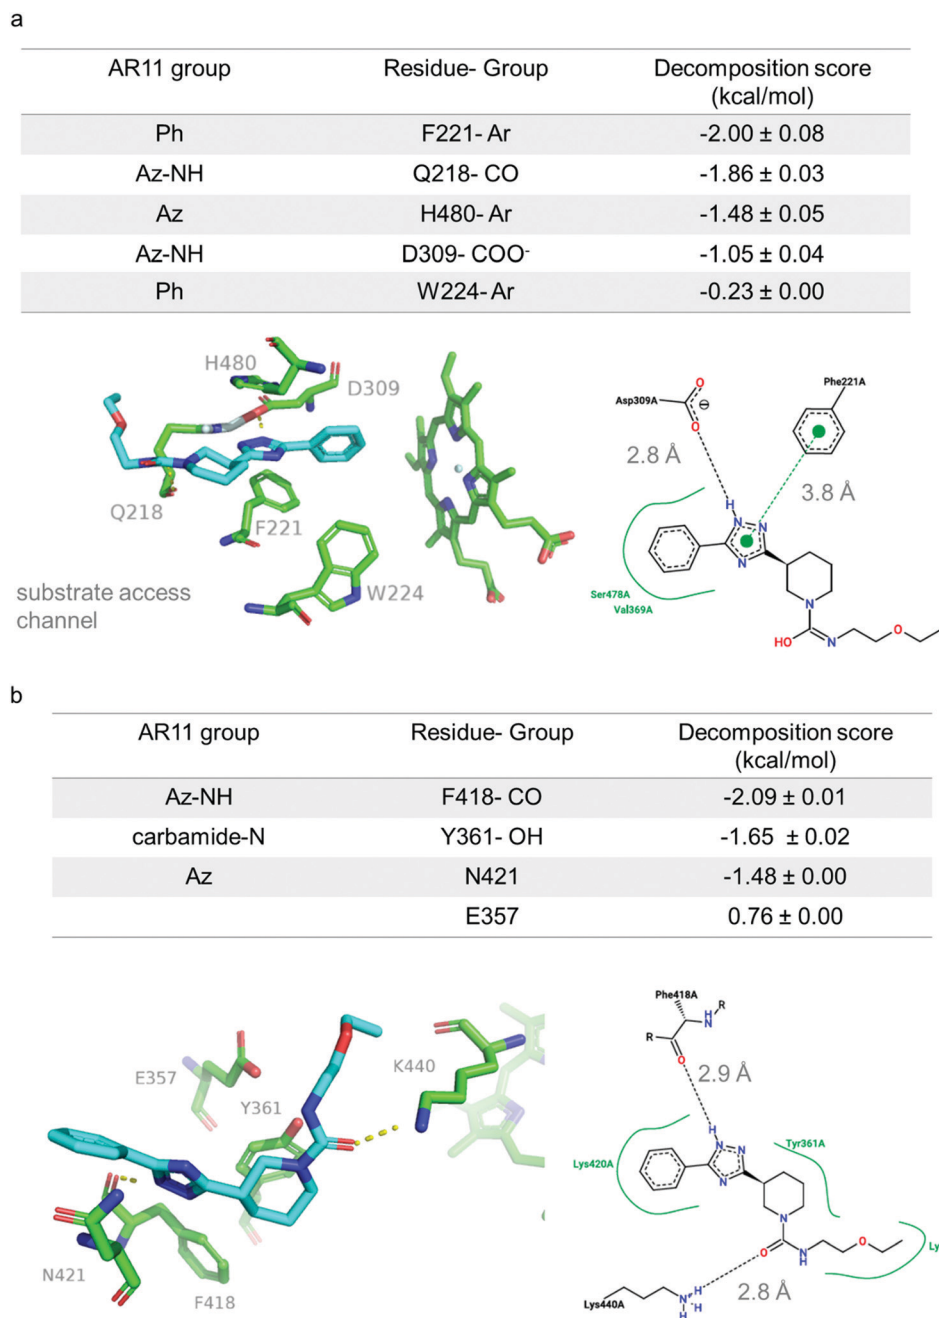 a
AR11 group Residue- Group Decomposition score
(kcal/mol)
Ph F221- Ar -2.00 ± 0.08
Az-NH Q218- CO -1.86 ± 0.03
Az H480- Ar -1.48 ± 0.05
Az-NH D309- COO⁻ -1.05 ± 0.04
Ph W224- Ar -0.23 ± 0.00
H480
D309
Q218
F221
W224
substrate access
channel
Asp309A
O
⊖
O
Phe221A
2.8 Å
3.8 Å
H
N
N
N
Ser478A
Val369A
N
HO
N
O
b
AR11 group Residue- Group Decomposition score
(kcal/mol)
Az-NH F418- CO -2.09 ± 0.01
carbamide-N Y361- OH -1.65 ± 0.02
Az N421 -1.48 ± 0.00
E357 0.76 ± 0.00
E357
Y361
K440
N421
F418
Phe418A
R
N
H
R
O
2.9 Å
H
N
N
N
Lys420A
Tyr361A
N
O
N
H
O
Ly
Lys440A
N⁺
H
H
H
2.8 Å